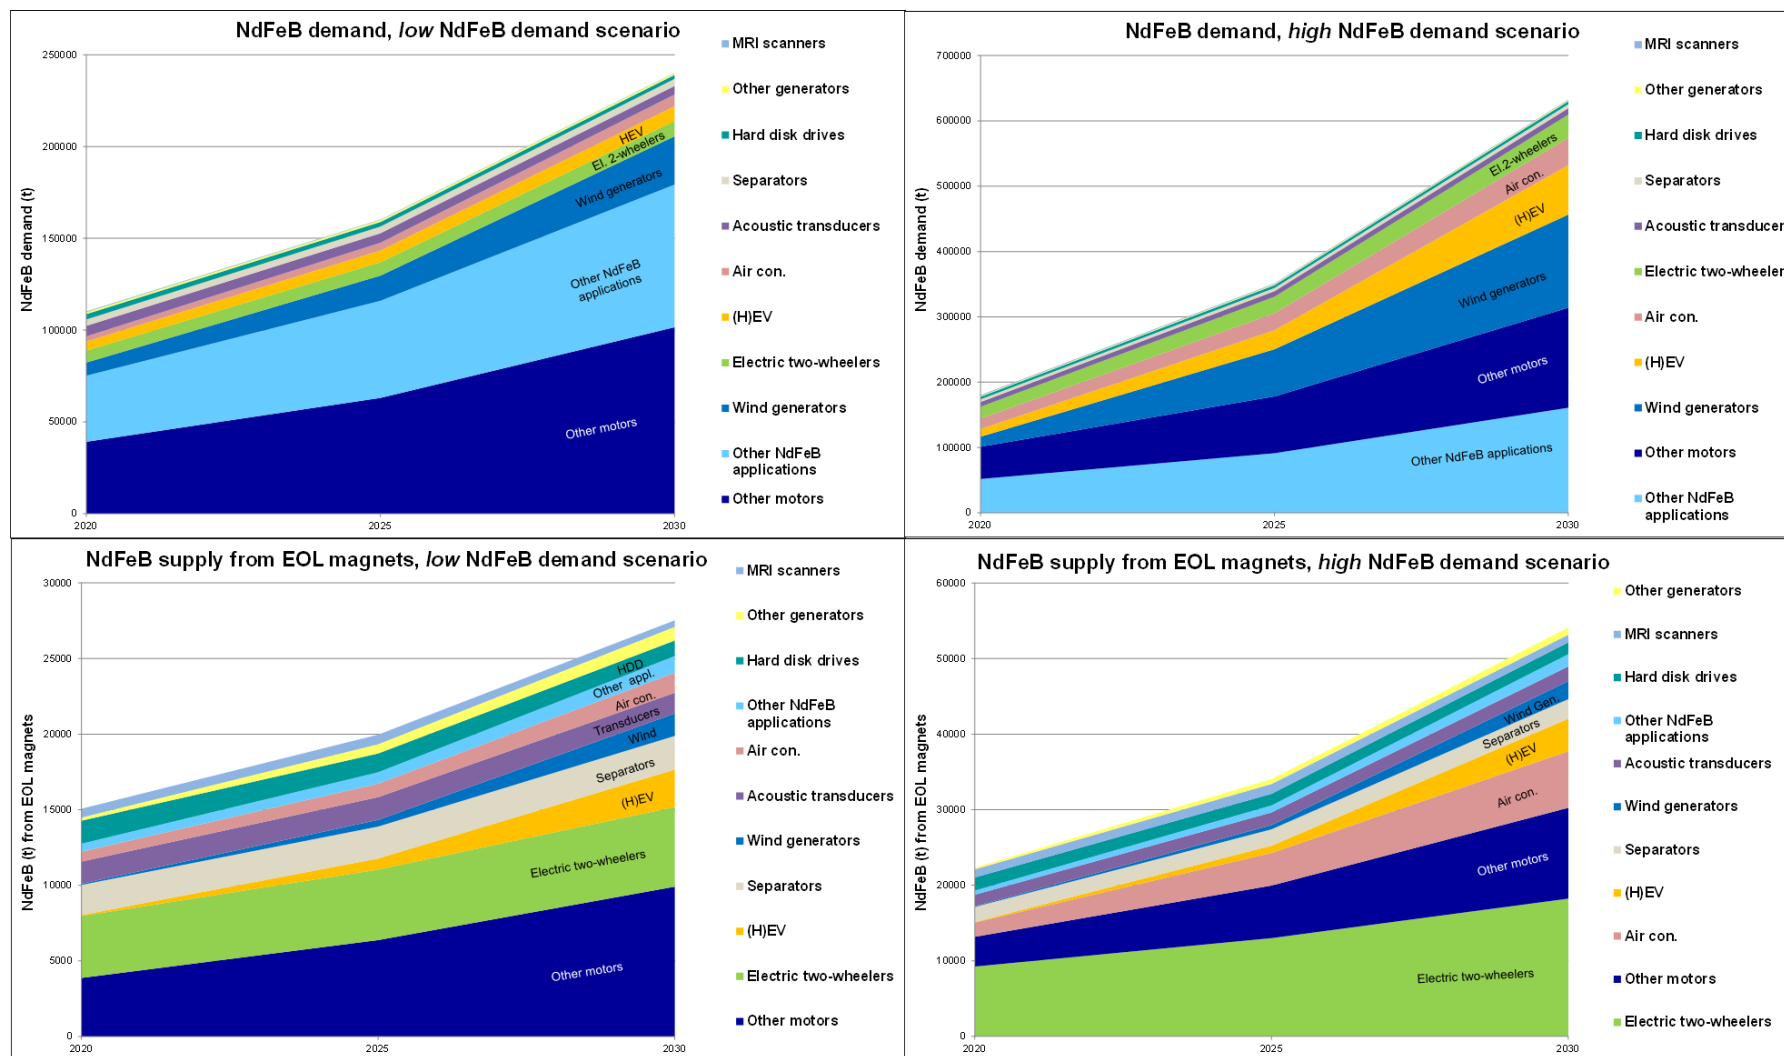 NdFeB demand, low NdFeB demand scenario
NdFeB demand (t)
250000
200000
150000
100000
50000
0
2020
2025
2030
HEV
El. 2-wheelers
Wind generators
Other NdFeB
applications
Other motors
MRI scanners
Other generators
Hard disk drives
Separators
Acoustic transducers
Air con.
(H)EV
Electric two-wheelers
Wind generators
Other NdFeB
applications
Other motors
NdFeB demand, high NdFeB demand scenario
NdFeB demand (t)
700000
600000
500000
400000
300000
200000
100000
0
2020
2025
2030
El.2-wheelers
Air con.
(H)EV
Wind generators
Other motors
Other NdFeB applications
MRI scanners
Other generators
Hard disk drives
Separators
Acoustic transducer
Air con.
Electric two-wheeler
Air con.
(H)EV
Wind generators
Other motors
Other NdFeB
applications
NdFeB supply from EOL magnets, low NdFeB demand scenario
NdFeB (t) from EOL magnets
30000
25000
20000
15000
10000
5000
0
2020
2025
2030
HDD
Other appl.
Air con.
Transducers
Wind
Separators
(H)EV
Electric two-wheelers
Other motors
MRI scanners
Other generators
Hard disk drives
Other NdFeB
applications
Air con.
Acoustic transducers
Wind generators
Separators
(H)EV
Electric two-wheelers
Other motors
NdFeB supply from EOL magnets, high NdFeB demand scenario
NdFeB (t) from EOL magnets
60000
50000
40000
30000
20000
10000
0
2020
2025
2030
Wind Gen.
Separators
(H)EV
Air con.
Other motors
Electric two-wheelers
Other generators
MRI scanners
Hard disk drives
Other NdFeB
applications
Acoustic transducers
Wind generators
Separators
(H)EV
Air con.
Other motors
Electric two-wheelers